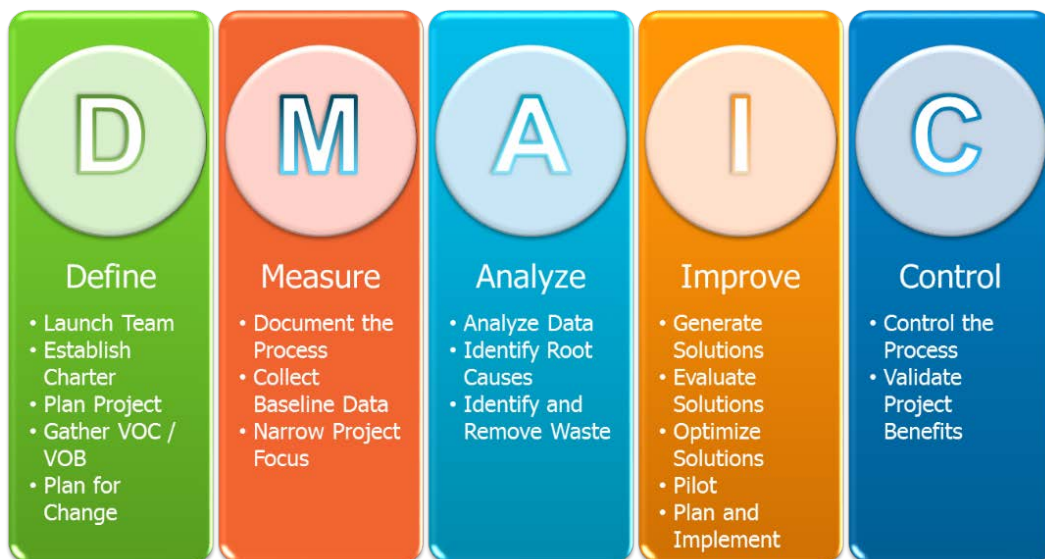 D
Define
• Launch Team
• Establish
Charter
• Plan Project
• Gather VOC /
VOB
• Plan for
Change
M
Measure
• Document the
Process
• Collect
Baseline Data
• Narrow Project
Focus
A
Analyze
• Analyze Data
• Identify Root
Causes
• Identify and
Remove Waste
I
Improve
• Generate
Solutions
• Evaluate
Solutions
• Optimize
Solutions
• Pilot
• Plan and
Implement
C
Control
• Control the
Process
• Validate
Project
Benefits